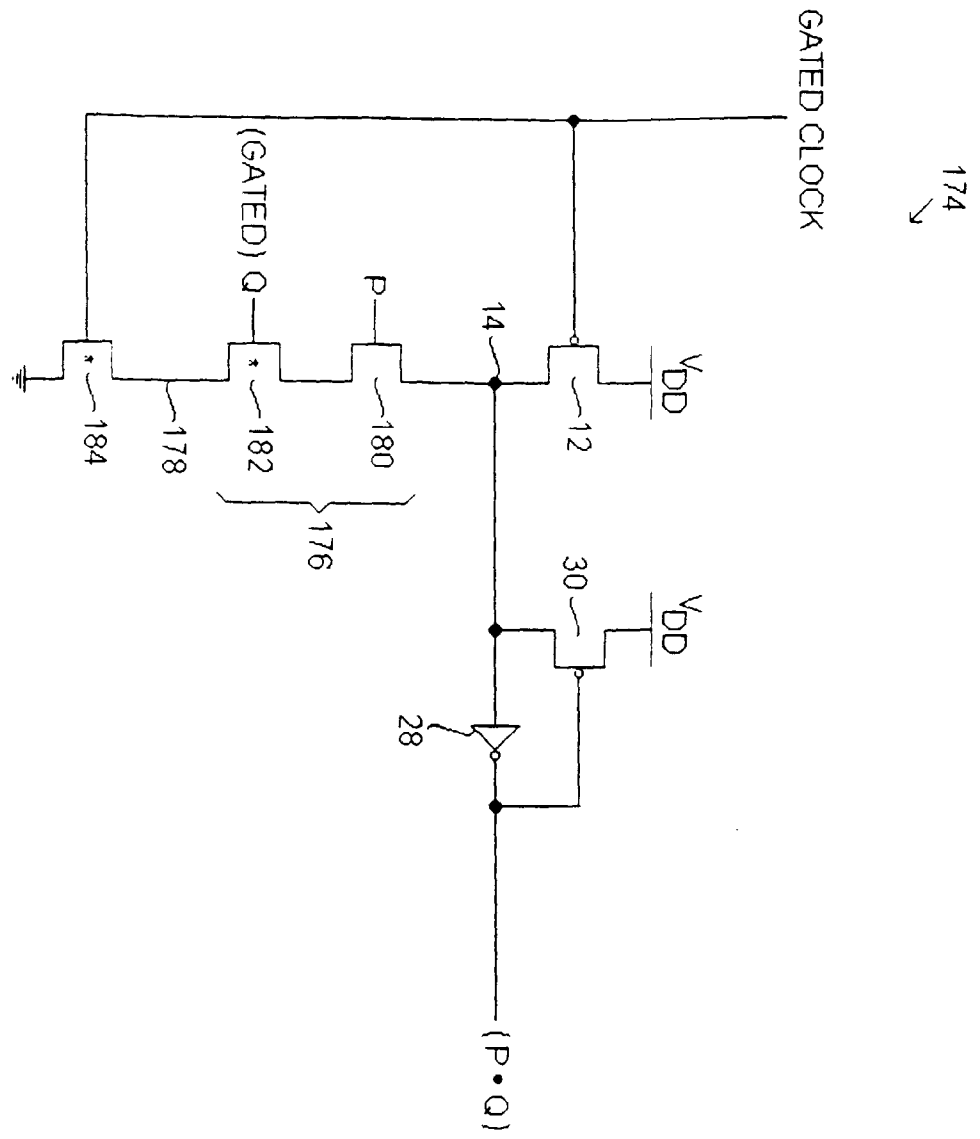 174
GATED CLOCK
VDD
12
14
P
180
(GATED) Q
*
182
176
178
*
184
VDD
30
28
(P•Q)